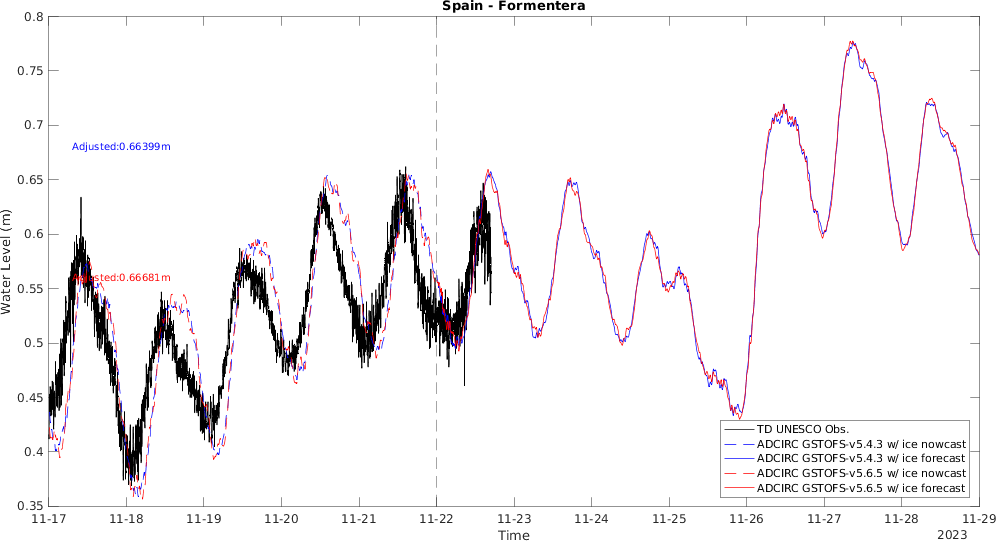 Spain - Formentera
Water Level (m)
0.8
0.75
0.7
0.65
0.6
0.55
0.5
0.45
0.4
0.35
Adjusted:0.66399m
Adjusted:0.66681m
TD UNESCO Obs.
ADCIRC GSTOFS-v5.4.3 w/ ice nowcast
ADCIRC GSTOFS-v5.4.3 w/ ice forecast
ADCIRC GSTOFS-v5.6.5 w/ ice nowcast
ADCIRC GSTOFS-v5.6.5 w/ ice forecast
11-17 11-18 11-19 11-20 11-21 11-22 11-23 11-24 11-25 11-26 11-27 11-28 11-29
Time
2023